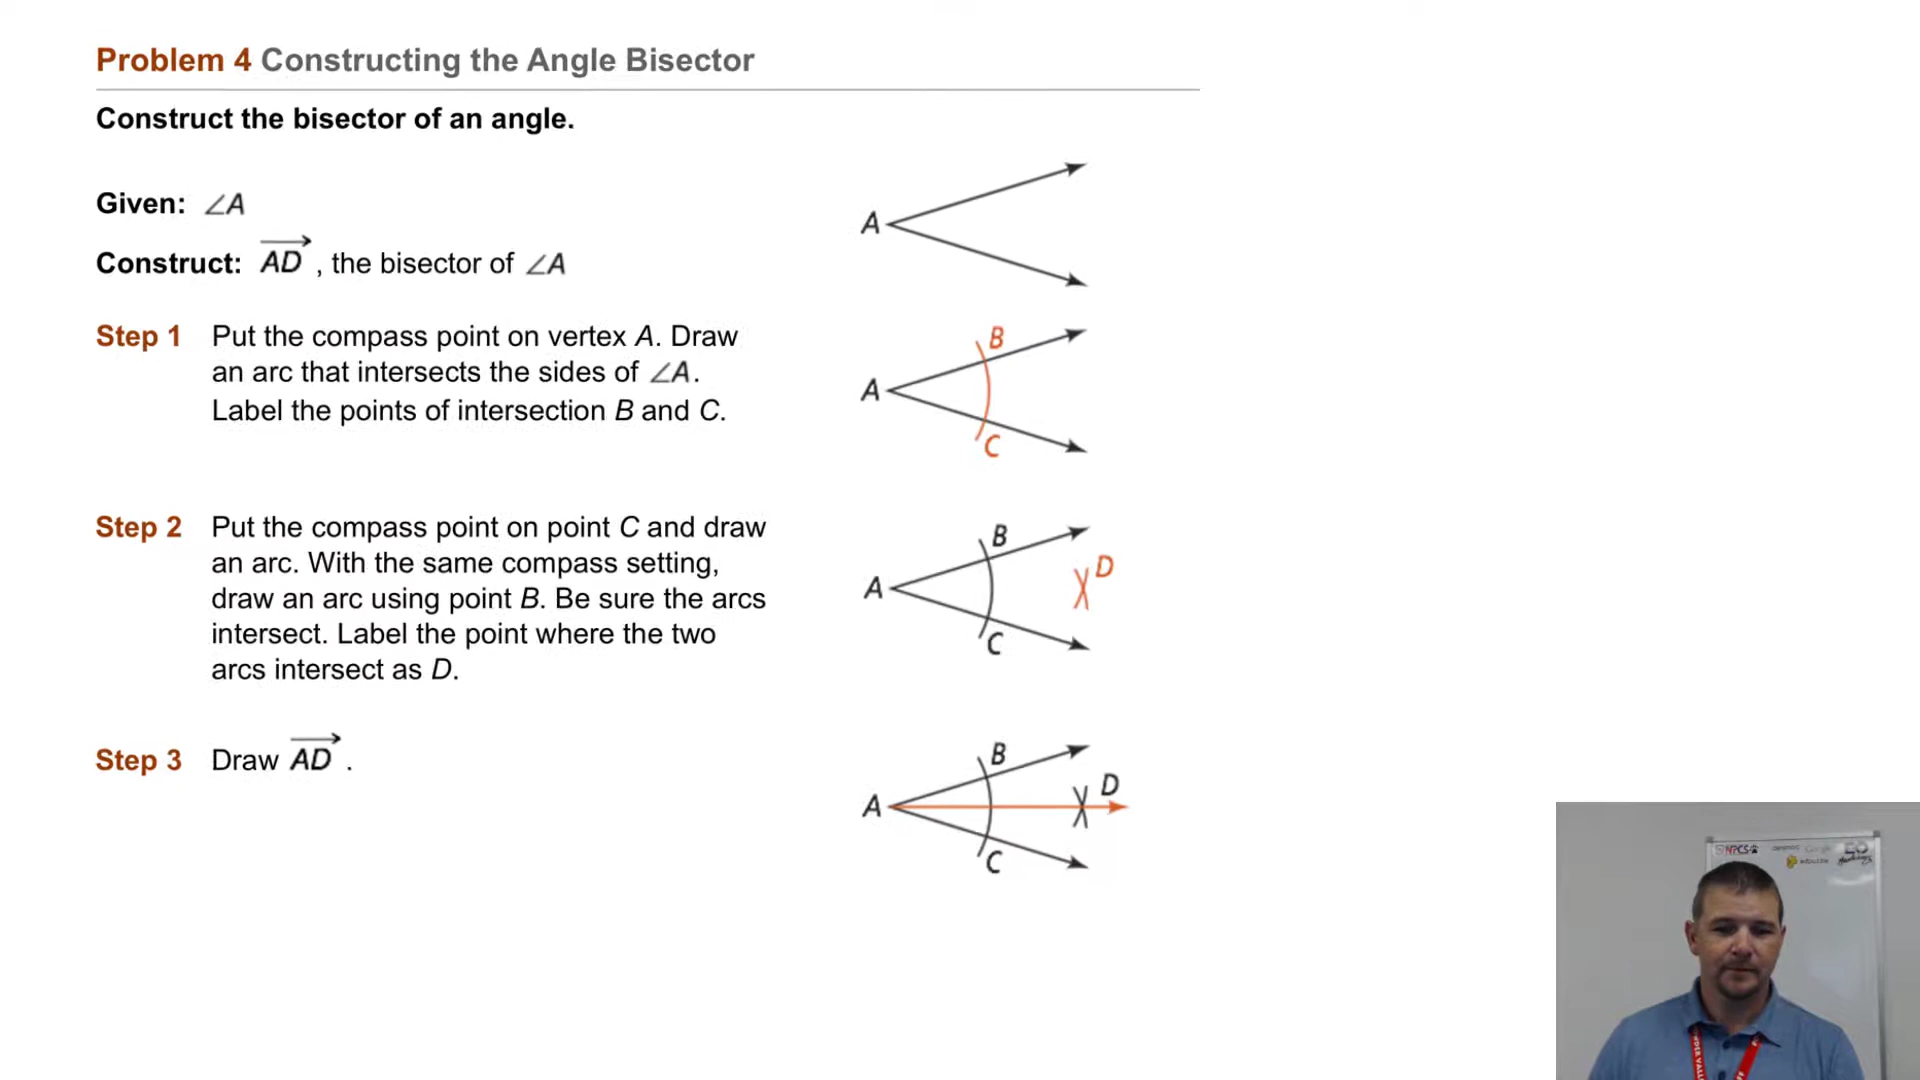 Problem 4 Constructing the Angle Bisector
Construct the bisector of an angle.
Given: ∠A
A
Construct: AD→ , the bisector of ∠A
Step 1 Put the compass point on vertex A. Draw
an arc that intersects the sides of ∠A.
Label the points of intersection B and C.
B
A
C
Step 2 Put the compass point on point C and draw
an arc. With the same compass setting,
draw an arc using point B. Be sure the arcs
intersect. Label the point where the two
arcs intersect as D.
B
D
A
C
Step 3 Draw AD→ .
B
D
A
C
NPCS
Google